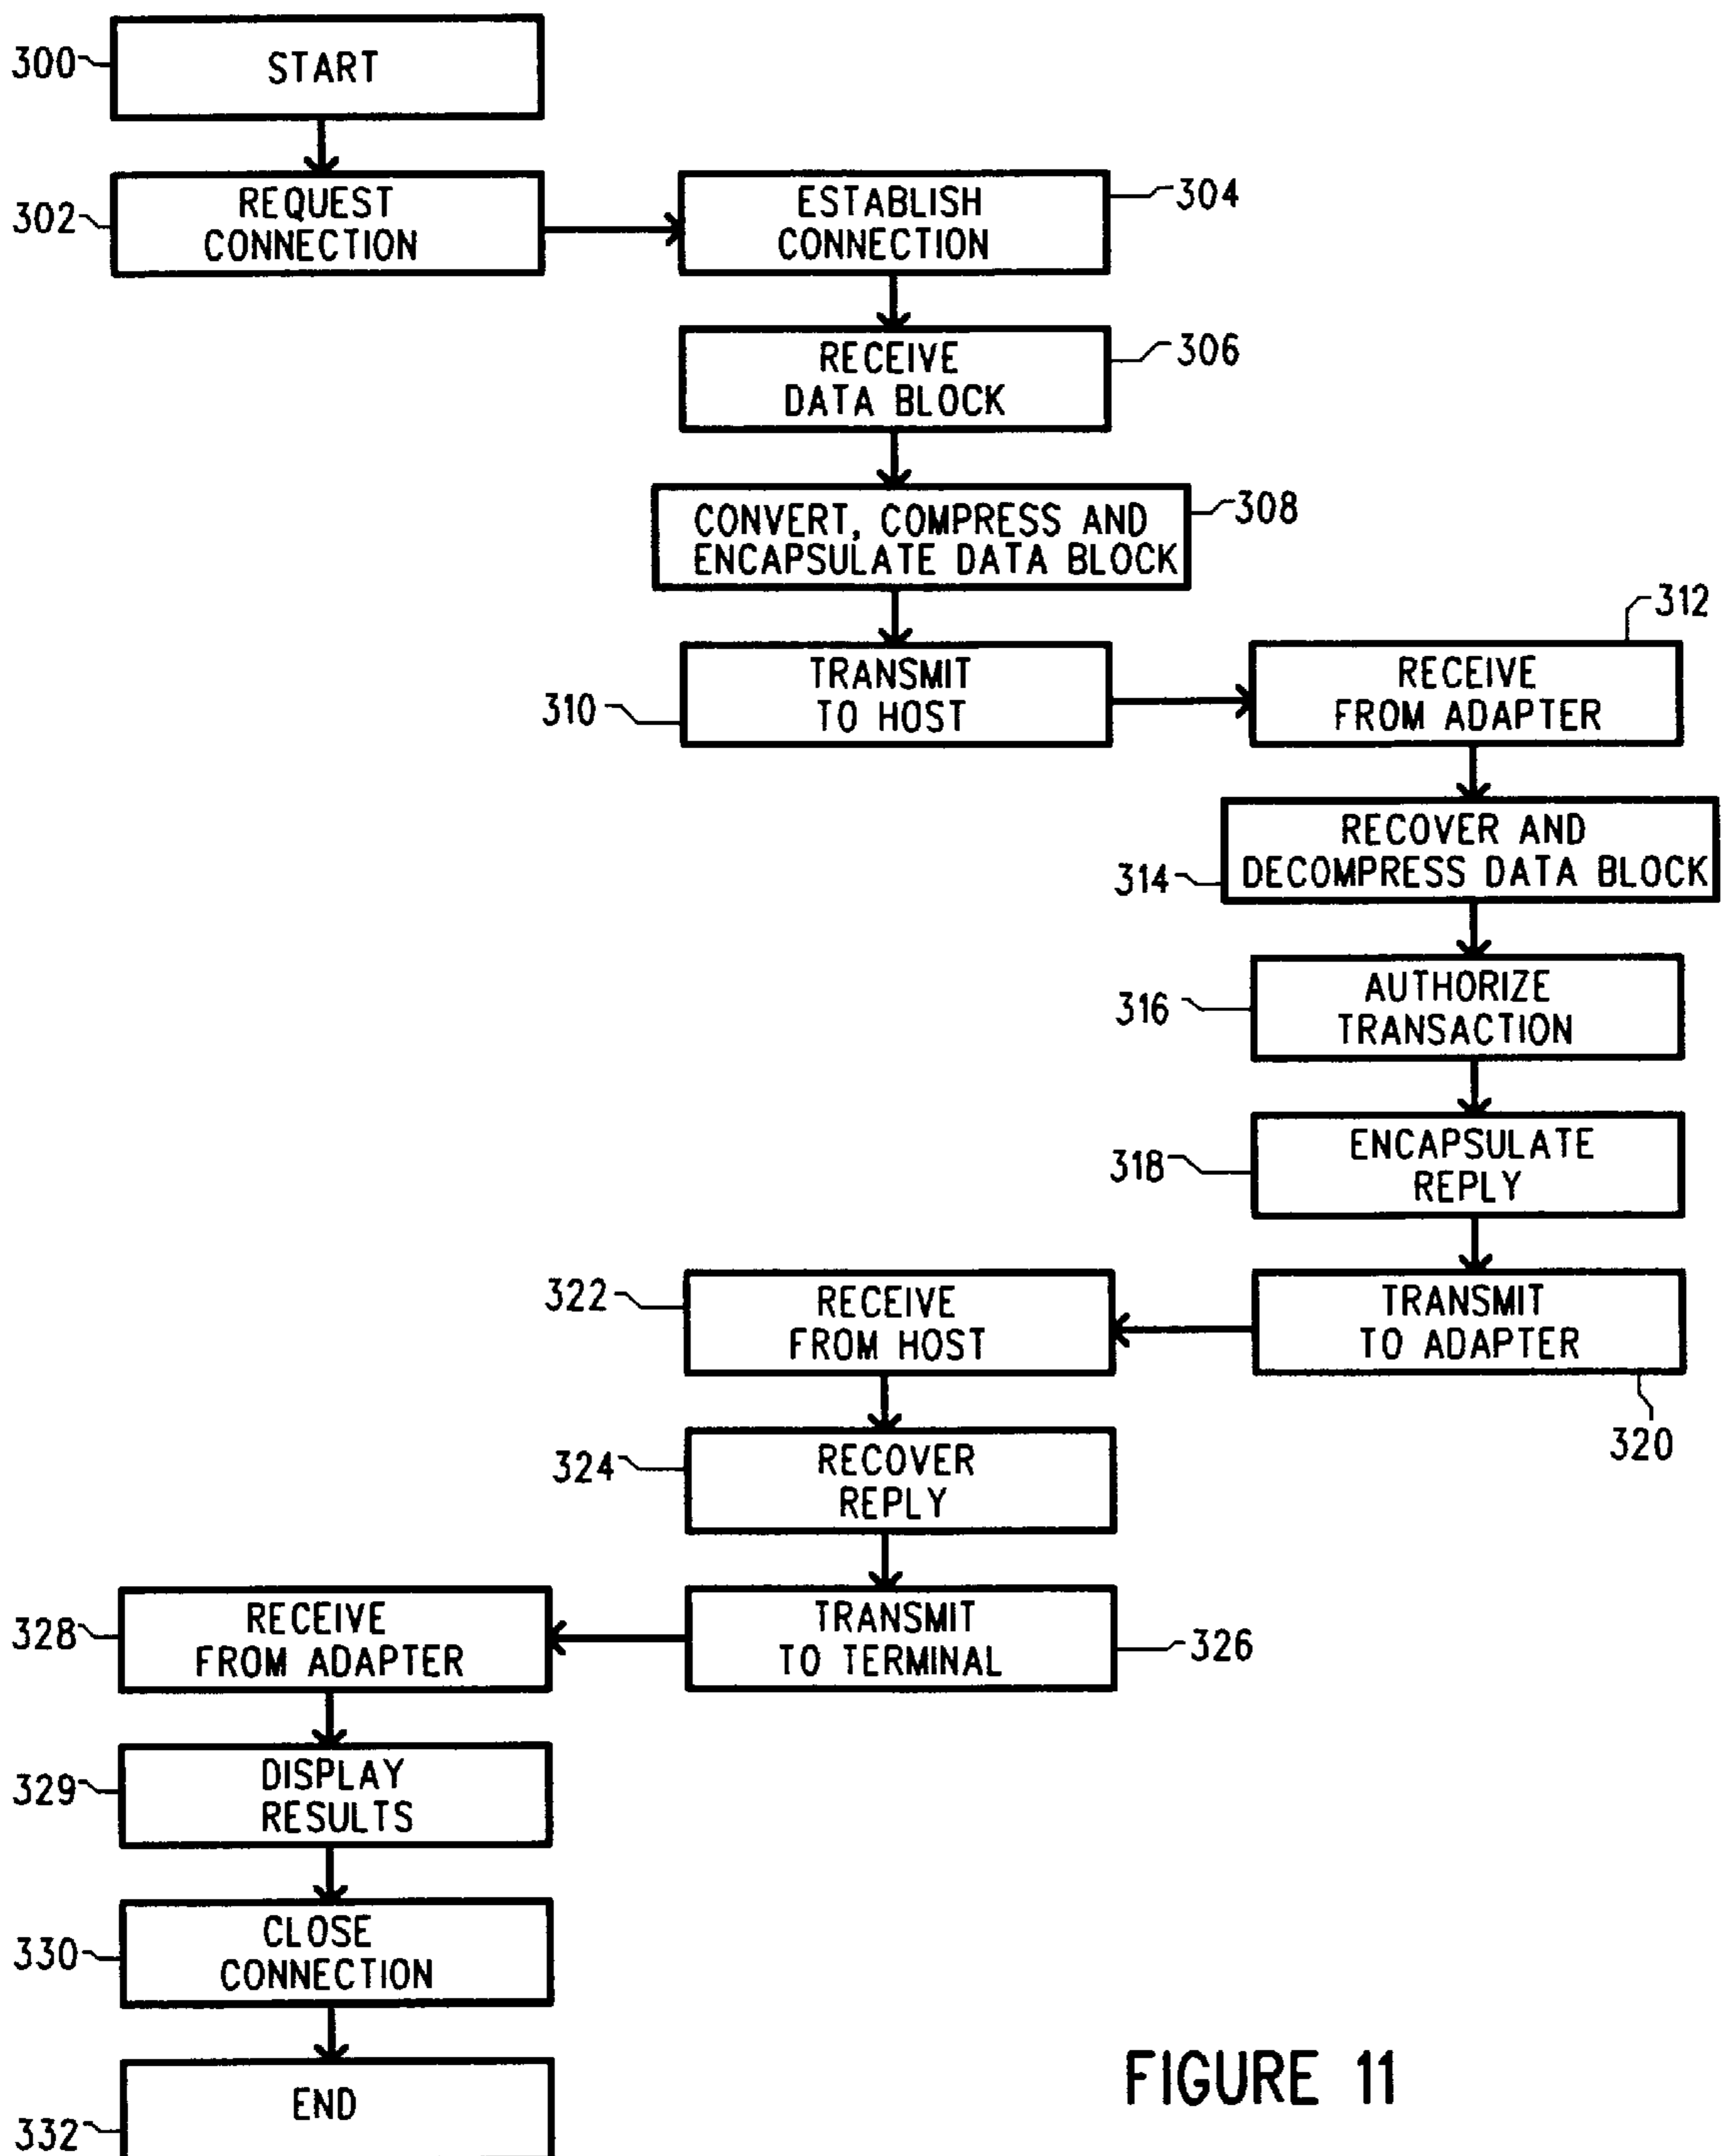 300
START
302
REQUEST
CONNECTION
ESTABLISH
CONNECTION
304
RECEIVE
DATA BLOCK
306
CONVERT, COMPRESS AND
ENCAPSULATE DATA BLOCK
308
TRANSMIT
TO HOST
310
312
RECEIVE
FROM ADAPTER
RECOVER AND
DECOMPRESS DATA BLOCK
314
AUTHORIZE
TRANSACTION
316
ENCAPSULATE
REPLY
318
TRANSMIT
TO ADAPTER
320
322
RECEIVE
FROM HOST
324
RECOVER
REPLY
TRANSMIT
TO TERMINAL
326
328
RECEIVE
FROM ADAPTER
329
DISPLAY
RESULTS
330
CLOSE
CONNECTION
332
END
FIGURE 11